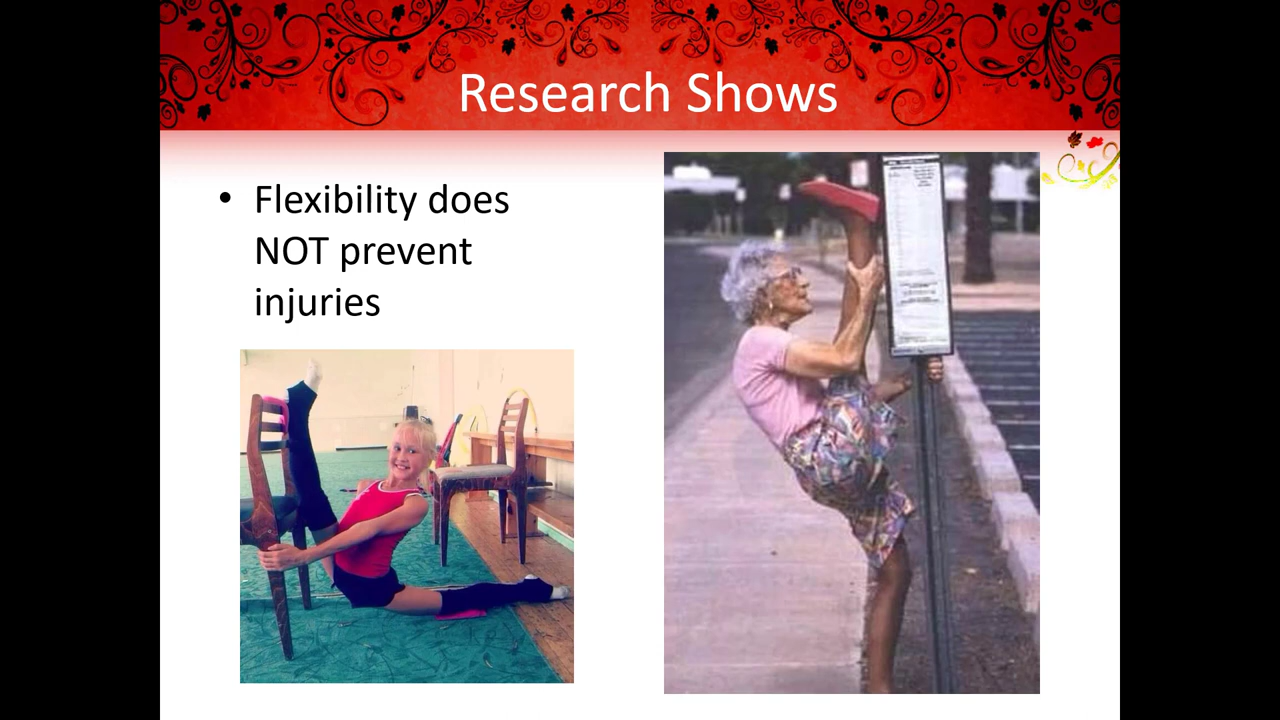 Research Shows
• Flexibility does
NOT prevent
injuries